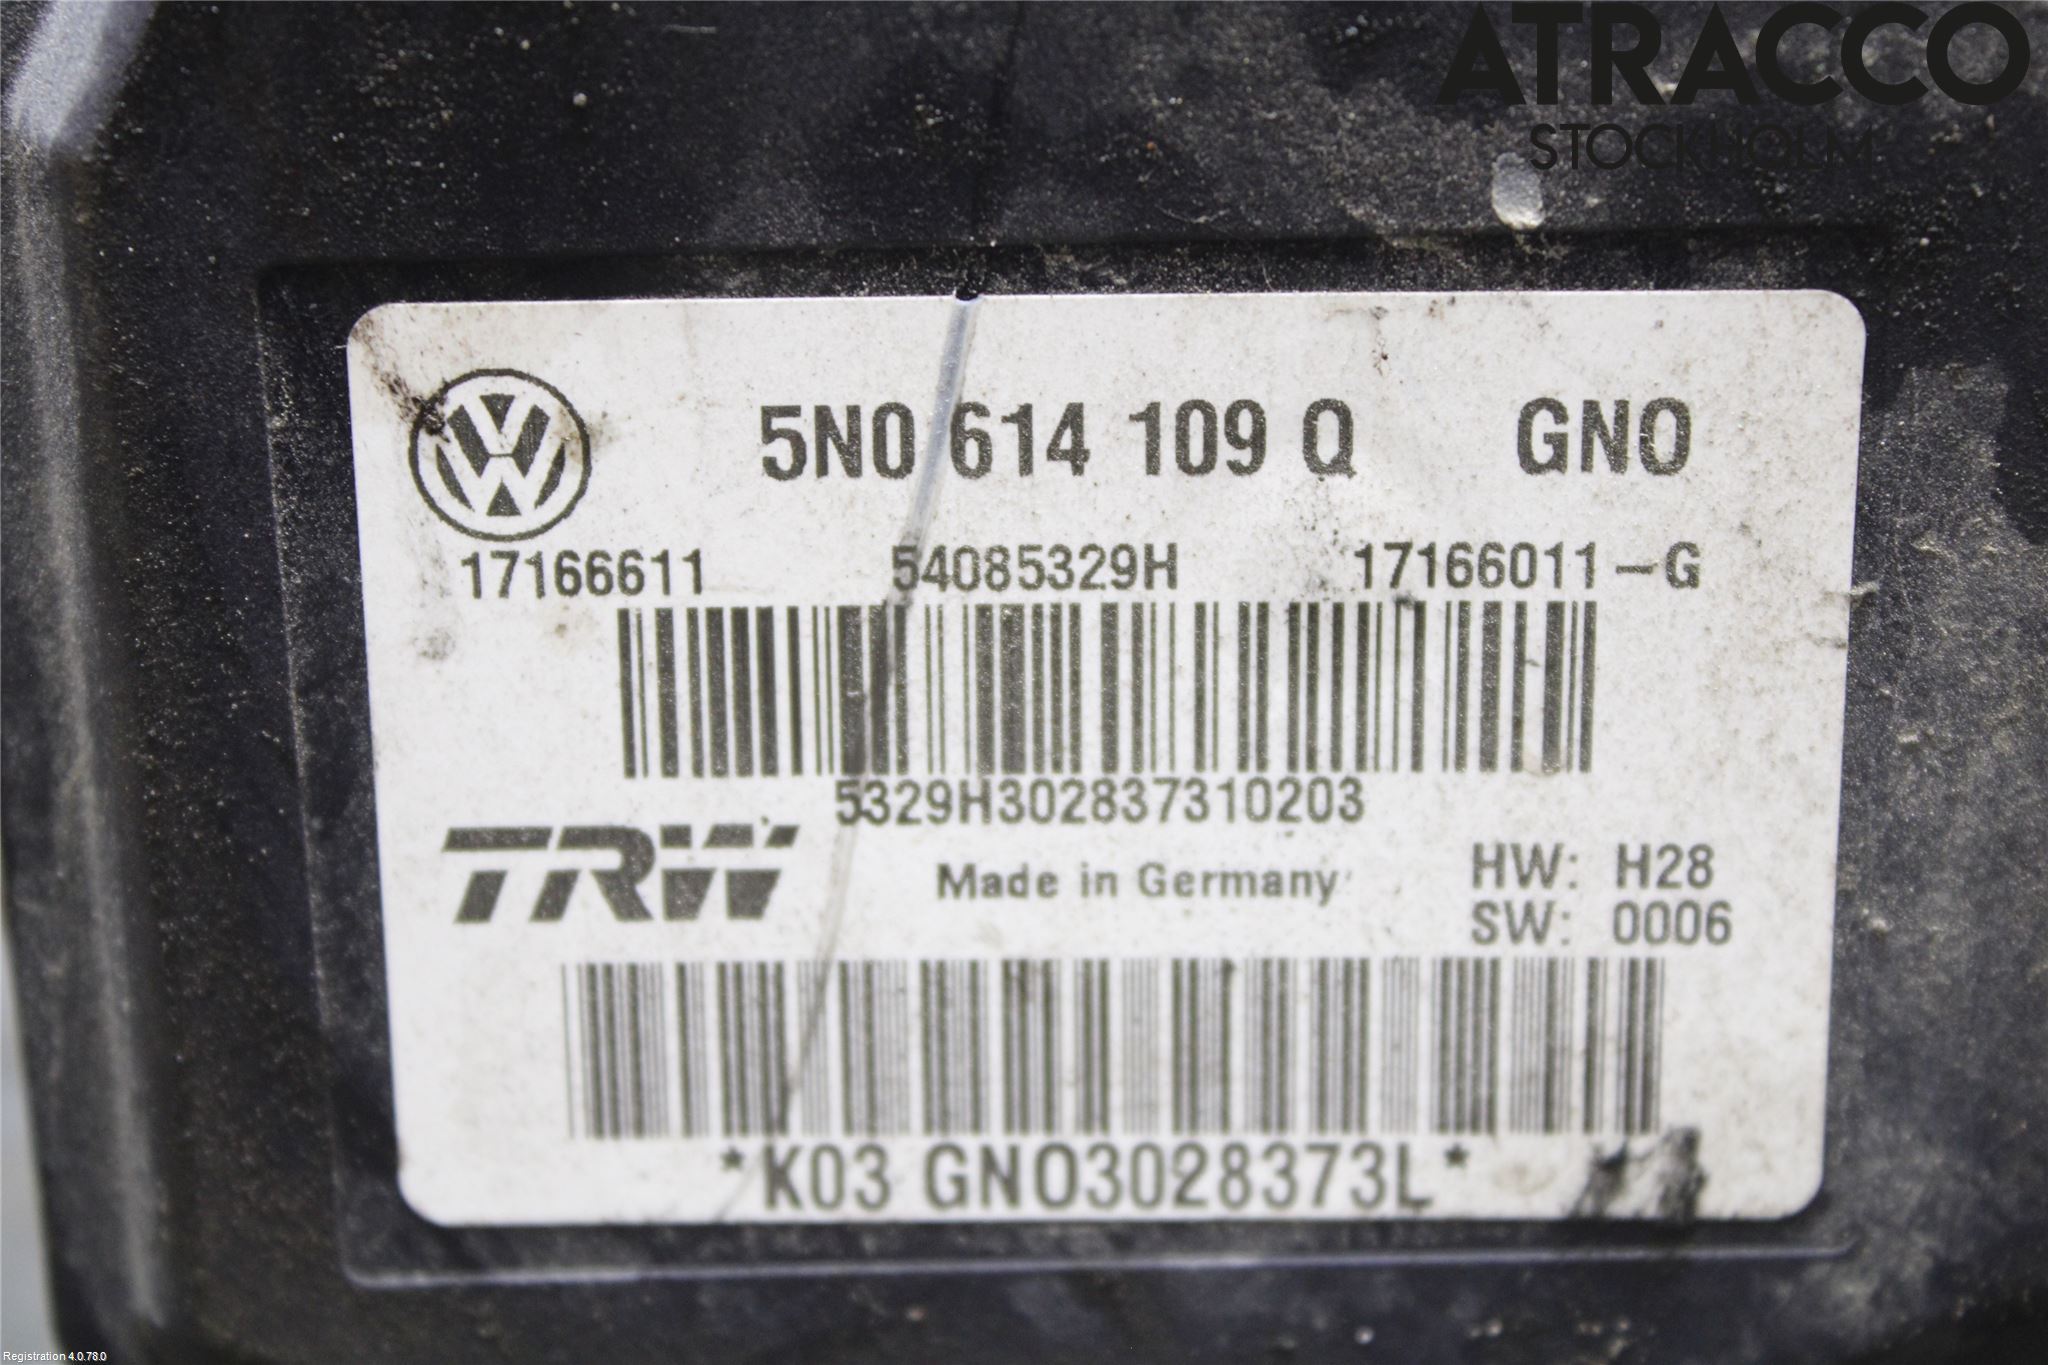 ATRACCO
STOCKHOLM
5N0 614 109 Q GNO
17166611 54085329H 17166011-G
5329H302837310203
TRW
Made in Germany
HW: H28
SW: 0006
*K03 GNO3028373L*
Registration 4.0.78.0